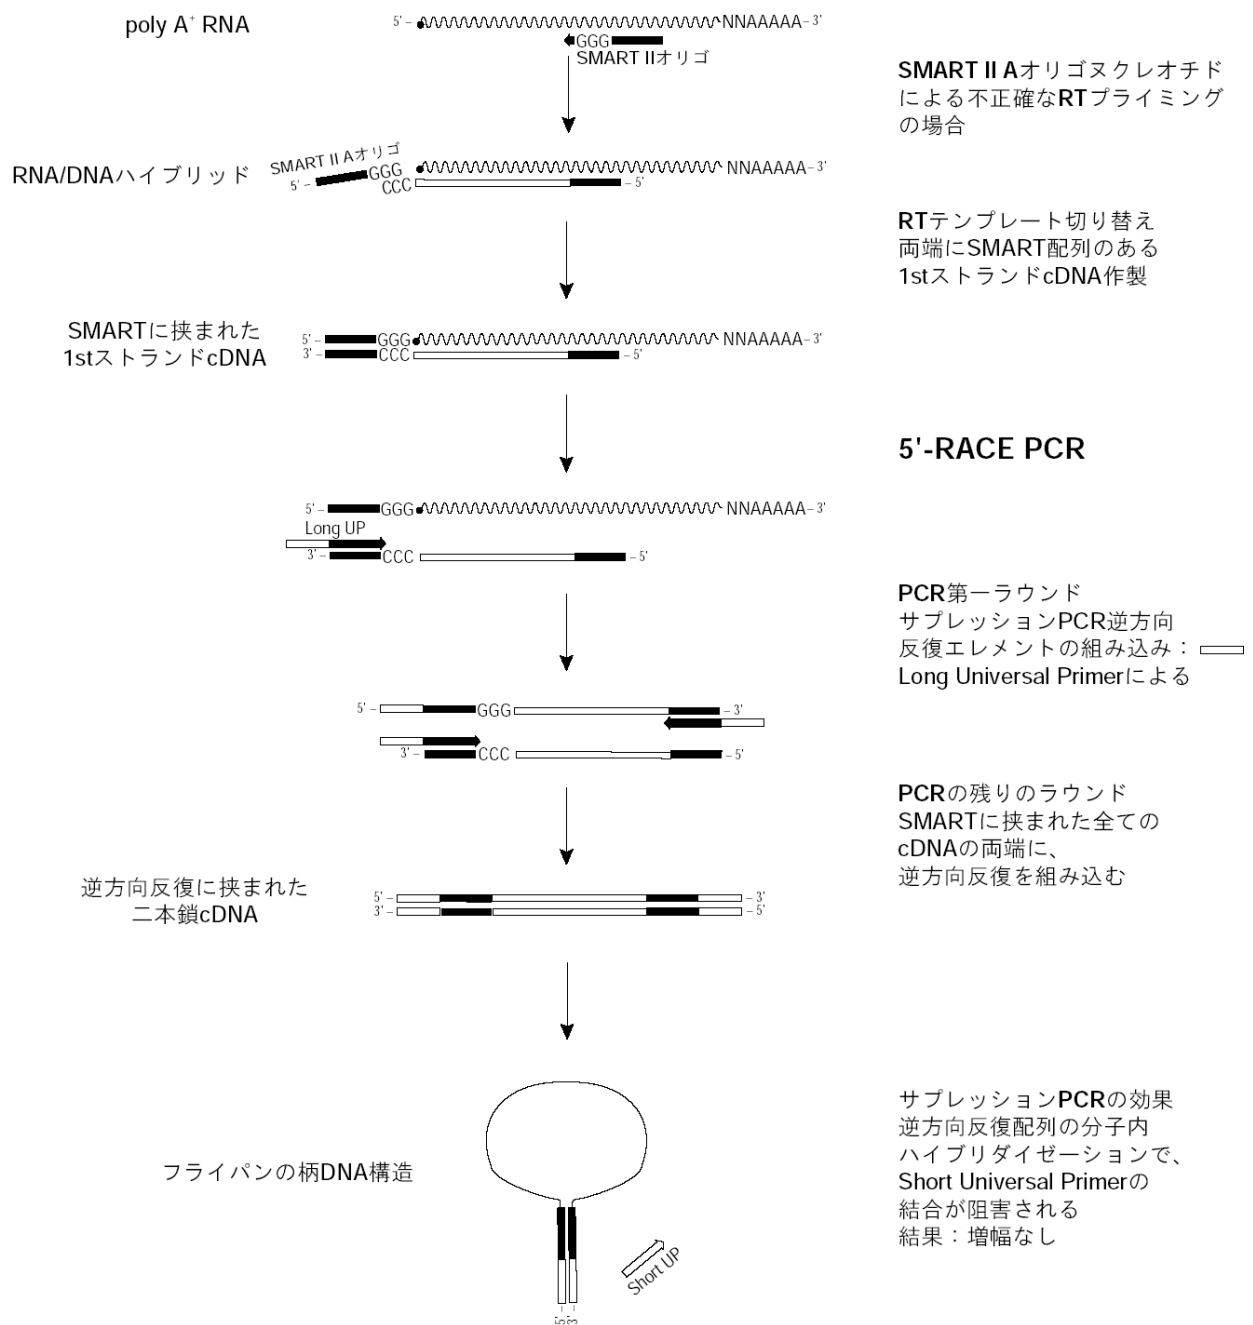 poly A⁺ RNA
5' –
NNAAAAA– 3'
GGG
SMART IIオリゴ
SMART II Aオリゴヌクレオチド
による不正確なRTプライミング
の場合
RNA/DNAハイブリッド
SMART II Aオリゴ
5' –
GGG
CCC
NNAAAAA– 3'
– 5'
RTテンプレート切り替え
両端にSMART配列のある
1stストランドcDNA作製
SMARTに挟まれた
1stストランドcDNA
5' –
GGG
NNAAAAA– 3'
3' –
CCC
– 5'
5'-RACE PCR
5' –
GGG
NNAAAAA– 3'
Long UP
3' –
CCC
– 5'
PCR第一ラウンド
サプレッションPCR逆方向
反復エレメントの組み込み：
Long Universal Primerによる
5' –
GGG
– 3'
3' –
CCC
– 5'
PCRの残りのラウンド
SMARTに挟まれた全ての
cDNAの両端に、
逆方向反復を組み込む
逆方向反復に挟まれた
二本鎖cDNA
5' –
– 3'
3' –
– 5'
フライパンの柄DNA構造
Short UP
5'
3'
サプレッションPCRの効果
逆方向反復配列の分子内
ハイブリダイゼーションで、
Short Universal Primerの
結合が阻害される
結果：増幅なし